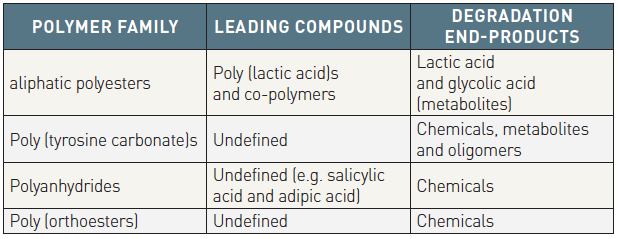 POLYMER FAMILY
LEADING COMPOUNDS
DEGRADATION
END-PRODUCTS
aliphatic polyesters
Poly (lactic acid)s
and co-polymers
Lactic acid
and glycolic acid
(metabolites)
Poly (tyrosine carbonate)s
Undefined
Chemicals, metabolites
and oligomers
Polyanhydrides
Undefined (e.g. salicylic
acid and adipic acid)
Chemicals
Poly (orthoesters)
Undefined
Chemicals